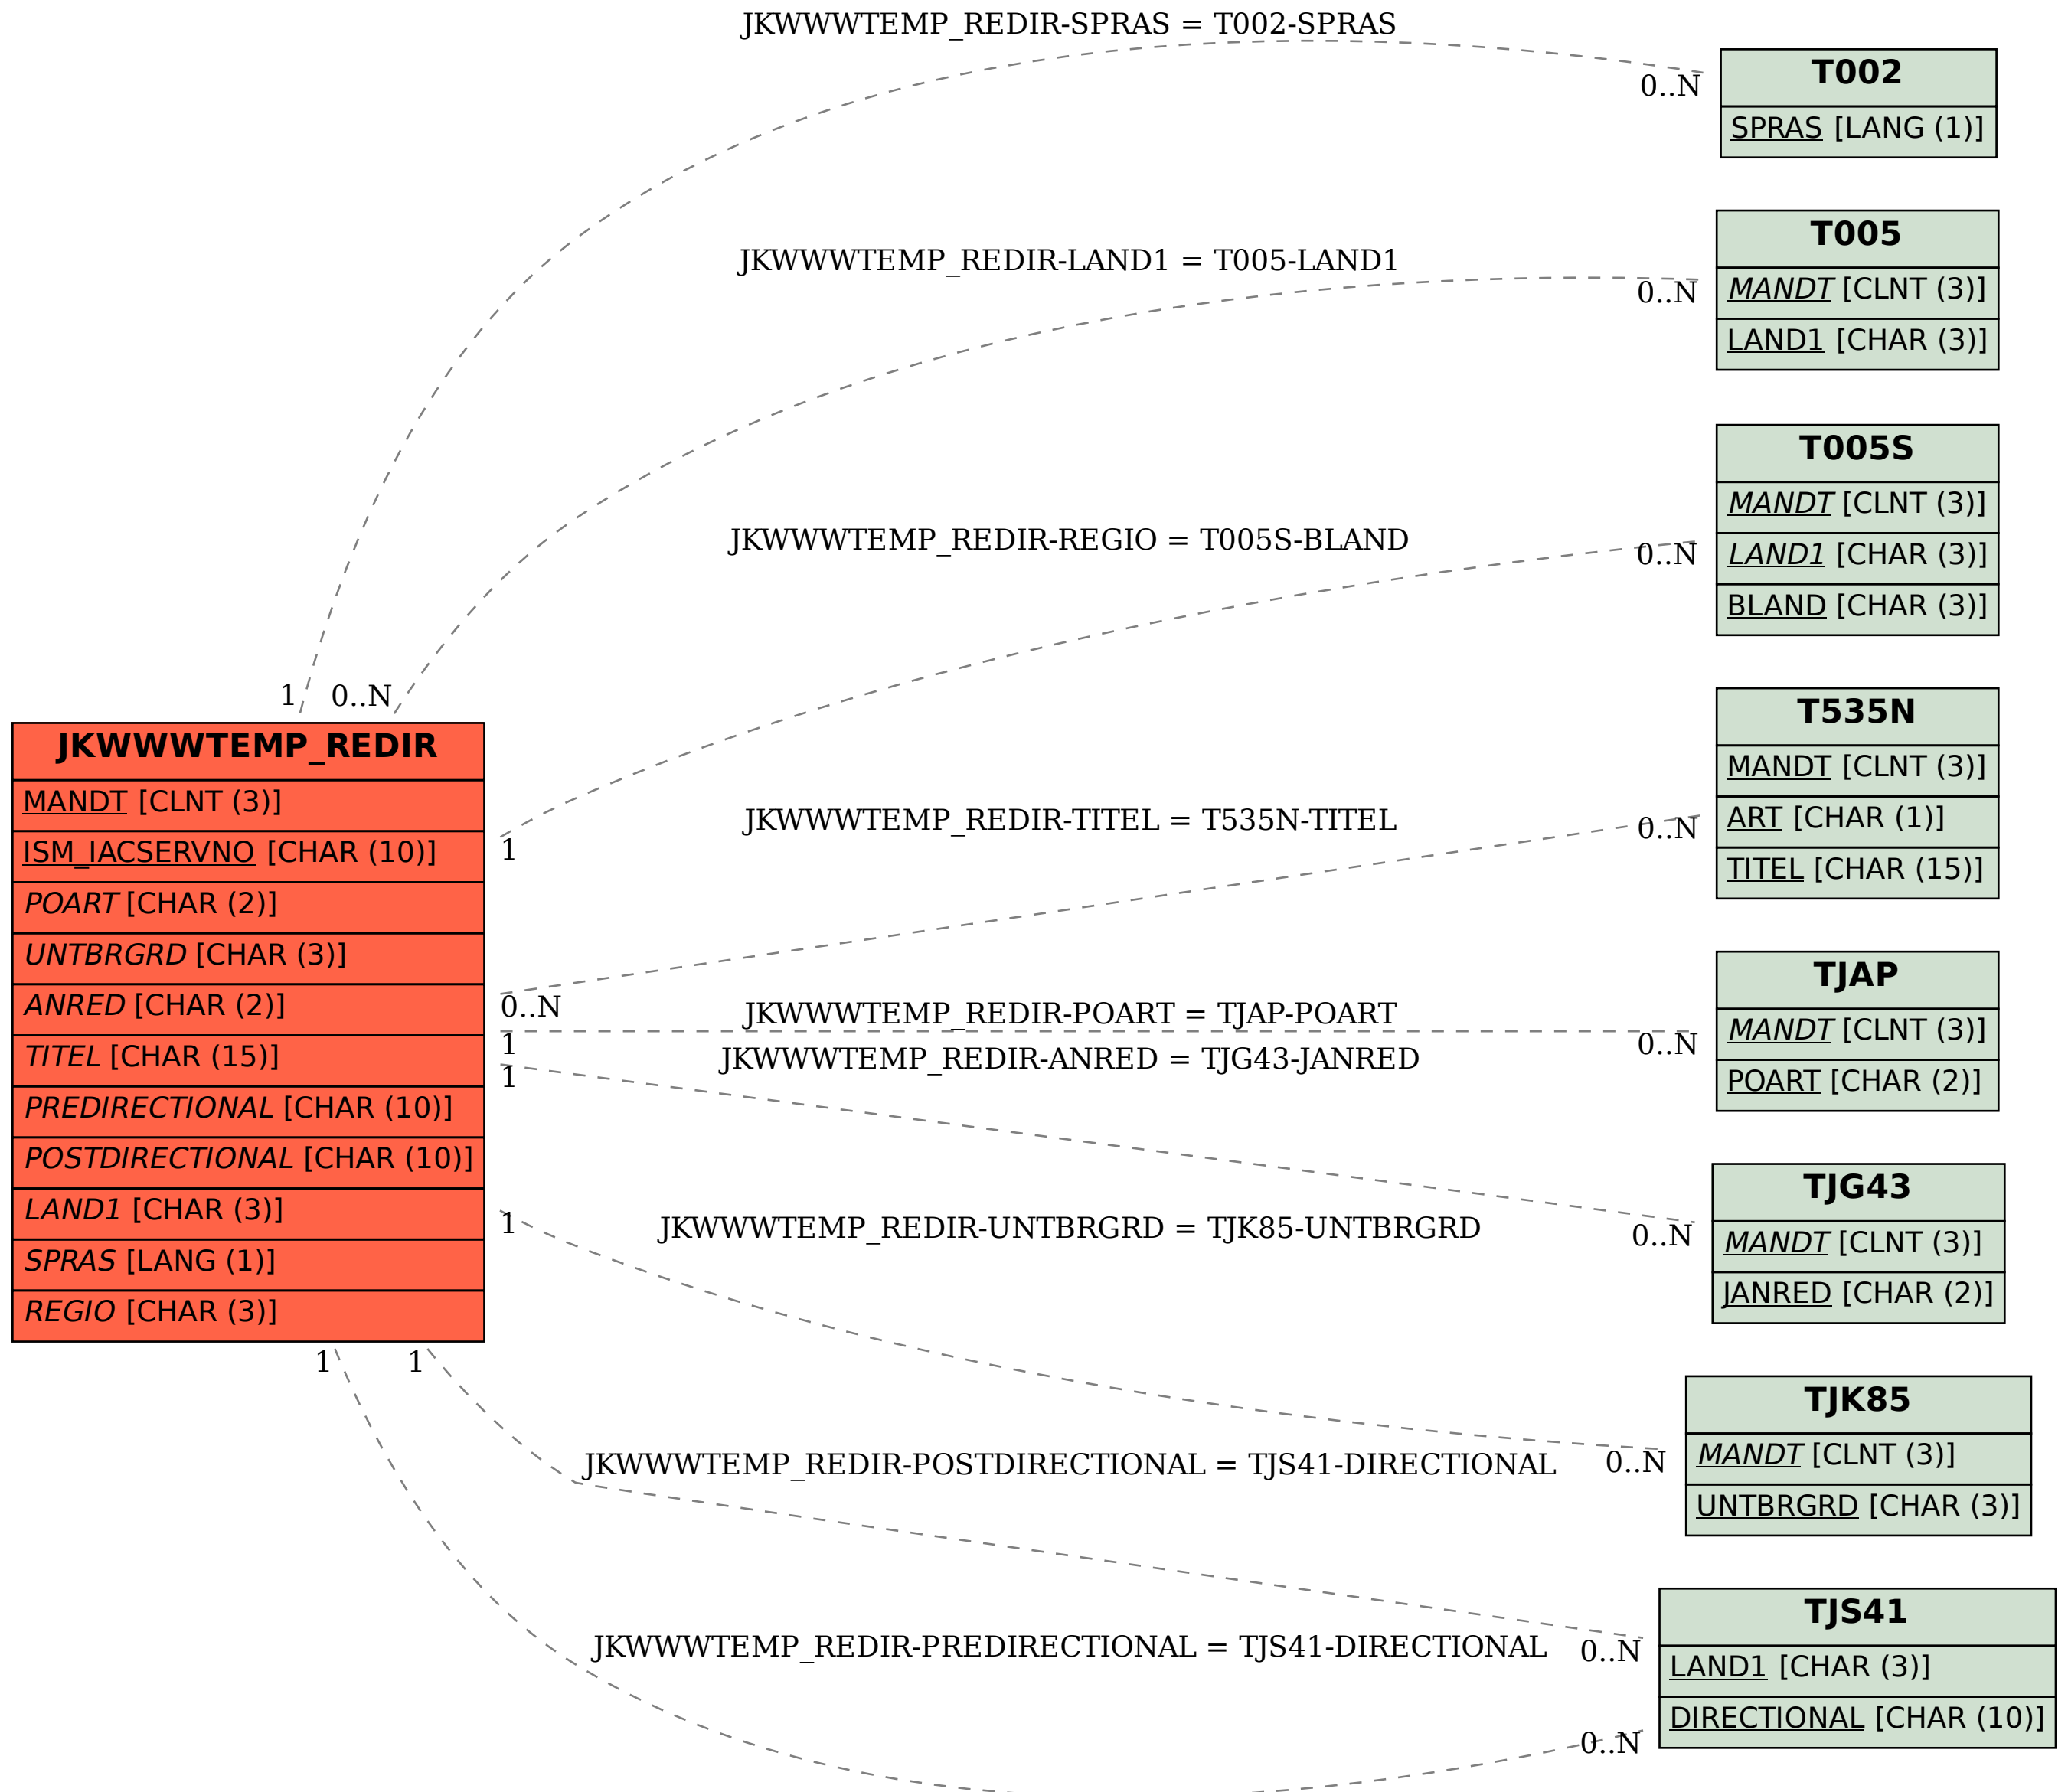 JKWWWTEMP_REDIR-SPRAS = T002-SPRAS
0..N
T002
SPRAS [LANG (1)]
JKWWWTEMP_REDIR-LAND1 = T005-LAND1
0..N
T005
MANDT [CLNT (3)]
LAND1 [CHAR (3)]
JKWWWTEMP_REDIR-REGIO = T005S-BLAND
0..N
T005S
MANDT [CLNT (3)]
LAND1 [CHAR (3)]
BLAND [CHAR (3)]
1
0..N
JKWWWTEMP_REDIR
MANDT [CLNT (3)]
ISM_IACSERVNO [CHAR (10)]
POART [CHAR (2)]
UNTBRGRD [CHAR (3)]
ANRED [CHAR (2)]
TITEL [CHAR (15)]
PREDIRECTIONAL [CHAR (10)]
POSTDIRECTIONAL [CHAR (10)]
LAND1 [CHAR (3)]
SPRAS [LANG (1)]
REGIO [CHAR (3)]
1
JKWWWTEMP_REDIR-TITEL = T535N-TITEL
0..N
0..N
T535N
MANDT [CLNT (3)]
ART [CHAR (1)]
TITEL [CHAR (15)]
JKWWWTEMP_REDIR-POART = TJAP-POART
1
0..N
TJAP
MANDT [CLNT (3)]
POART [CHAR (2)]
JKWWWTEMP_REDIR-ANRED = TJG43-JANRED
1
0..N
TJG43
MANDT [CLNT (3)]
JANRED [CHAR (2)]
1
JKWWWTEMP_REDIR-UNTBRGRD = TJK85-UNTBRGRD
0..N
TJK85
MANDT [CLNT (3)]
UNTBRGRD [CHAR (3)]
1
1
JKWWWTEMP_REDIR-POSTDIRECTIONAL = TJS41-DIRECTIONAL
0..N
JKWWWTEMP_REDIR-PREDIRECTIONAL = TJS41-DIRECTIONAL
0..N
TJS41
LAND1 [CHAR (3)]
DIRECTIONAL [CHAR (10)]